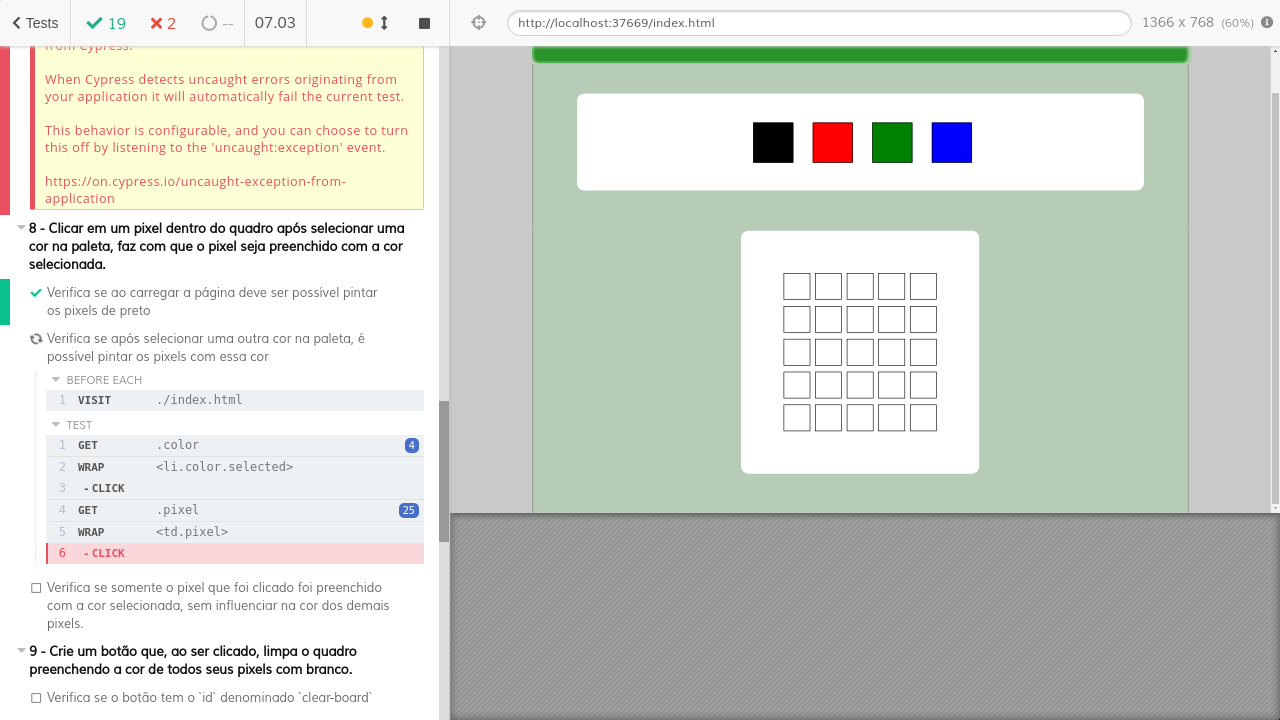 Tests
19
2
--
07.03
http://localhost:37669/index.html
1366 x 768 (60%)
from Cypress.
When Cypress detects uncaught errors originating from
your application it will automatically fail the current test.
This behavior is configurable, and you can choose to turn
this off by listening to the 'uncaught:exception' event.
https://on.cypress.io/uncaught-exception-from-
application
8 - Clicar em um pixel dentro do quadro após selecionar uma
cor na paleta, faz com que o pixel seja preenchido com a cor
selecionada.
Verifica se ao carregar a página deve ser possível pintar
os pixels de preto
Verifica se após selecionar uma outra cor na paleta, é
possível pintar os pixels com essa cor
BEFORE EACH
1 VISIT ./index.html
TEST
1 GET .color 4
2 WRAP <li.color.selected>
3 -CLICK
4 GET .pixel 25
5 WRAP <td.pixel>
6 -CLICK
Verifica se somente o pixel que foi clicado foi preenchido
com a cor selecionada, sem influenciar na cor dos demais
pixels.
9 - Crie um botão que, ao ser clicado, limpa o quadro
preenchendo a cor de todos seus pixels com branco.
Verifica se o botão tem o `id` denominado `clear-board`